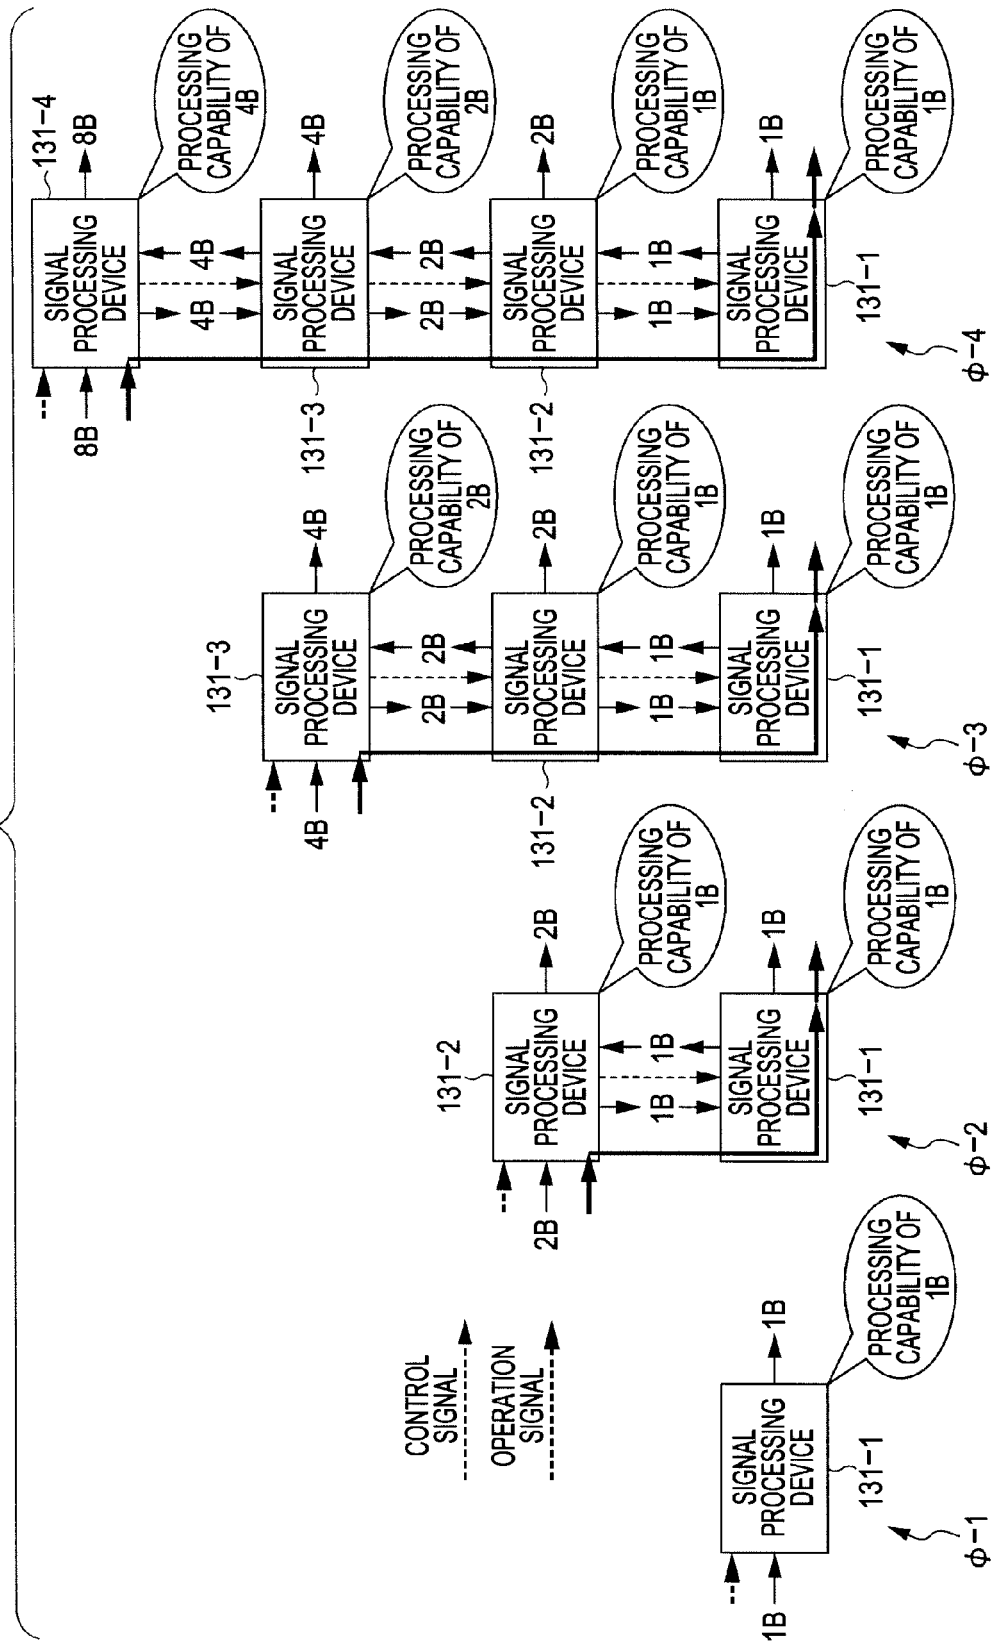 CONTROL
SIGNAL
OPERATION
SIGNAL
1B
SIGNAL
PROCESSING
DEVICE
1B
PROCESSING
CAPABILITY OF
1B
131-1
φ-1
131-2
2B
SIGNAL
PROCESSING
DEVICE
2B
PROCESSING
CAPABILITY OF
1B
1B
1B
SIGNAL
PROCESSING
DEVICE
1B
PROCESSING
CAPABILITY OF
1B
131-1
φ-2
131-3
4B
SIGNAL
PROCESSING
DEVICE
4B
PROCESSING
CAPABILITY OF
2B
2B
2B
131-2
SIGNAL
PROCESSING
DEVICE
2B
PROCESSING
CAPABILITY OF
1B
1B
1B
SIGNAL
PROCESSING
DEVICE
1B
PROCESSING
CAPABILITY OF
1B
131-1
φ-3
131-4
8B
SIGNAL
PROCESSING
DEVICE
8B
PROCESSING
CAPABILITY OF
4B
4B
4B
131-3
SIGNAL
PROCESSING
DEVICE
4B
PROCESSING
CAPABILITY OF
2B
2B
2B
131-2
SIGNAL
PROCESSING
DEVICE
2B
PROCESSING
CAPABILITY OF
1B
1B
1B
SIGNAL
PROCESSING
DEVICE
1B
PROCESSING
CAPABILITY OF
1B
131-1
φ-4